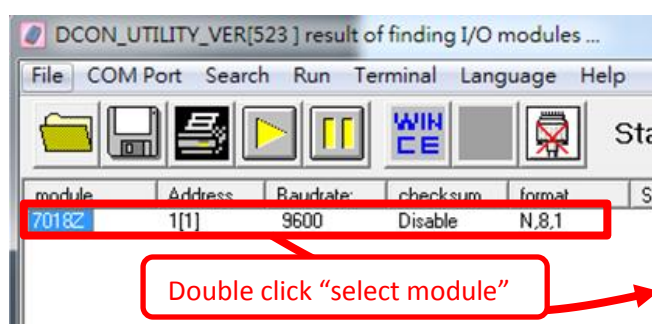 DCON_UTILITY_VER[523 ] result of finding I/O modules ...
File COM Port Search Run Terminal Language Help
WIN CE
module Address Baudrate: checksum format
7018Z 1[1] 9600 Disable N,8,1
Double click “select module”